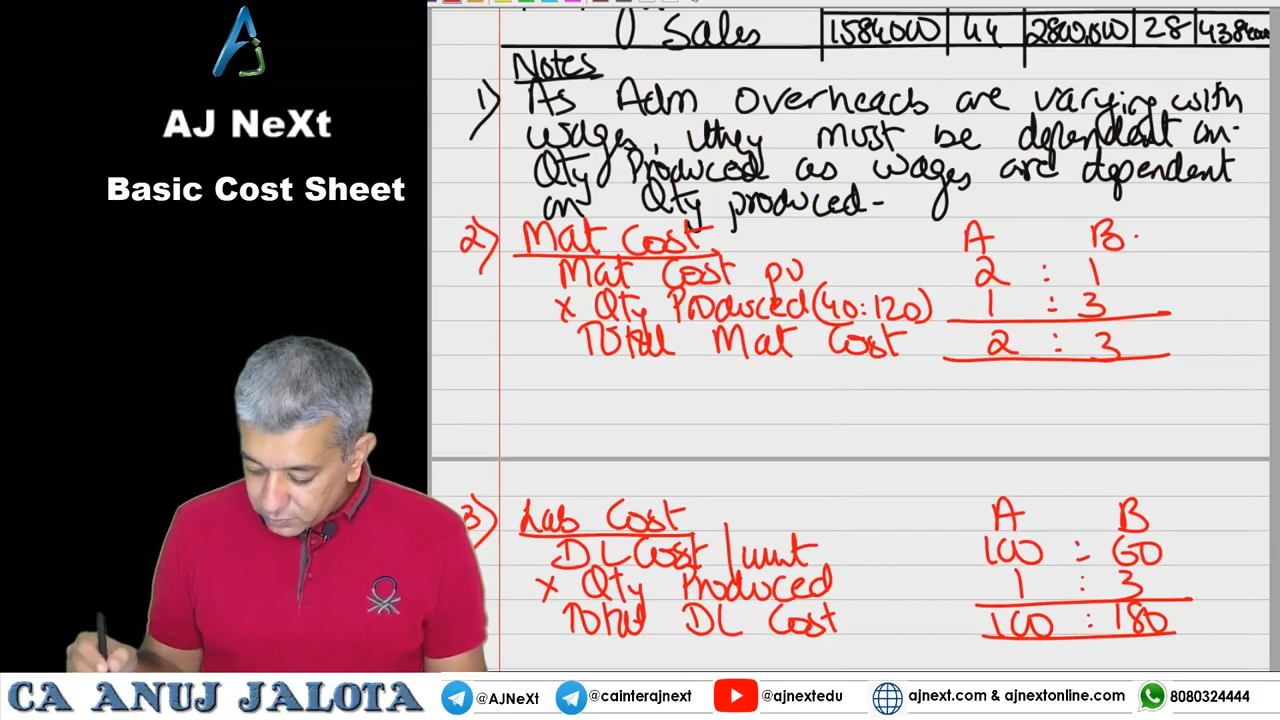 AJ NeXt
Basic Cost Sheet
Sales 1584000 44 2800,000 28
Notes
1) As Adm overheads are varying with
wages, they must be dependent on
Qty Produced as wages are dependent
on Qty produced-
2) Mat Cost A B
Mat Cost pu 2 : 1
x Qty Produced (40:120) 1 : 3
Total Mat Cost 2 : 3
3) Lab Cost A B
DL Cost / unit 100 : 60
x Qty Produced 1 : 3
Total DL Cost 100 : 180
CA ANUJ JALOTA @AJNeXt @cainterajnext @ajnextedu ajnext.com & ajnextonline.com 8080324444